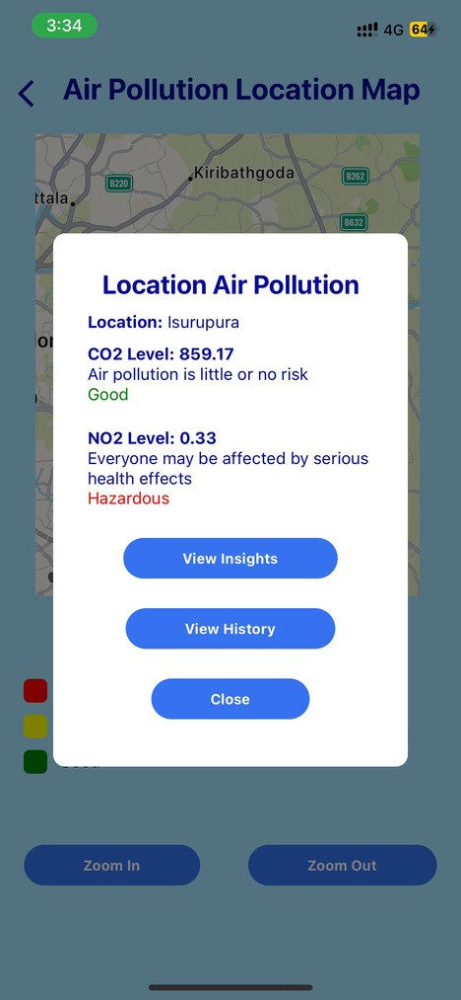 3:34
4G
64
Air Pollution Location Map
Kiribathgoda
B220
B262
ttala
B632
Location Air Pollution
Location: Isurupura
CO2 Level: 859.17
Air pollution is little or no risk
Good
NO2 Level: 0.33
Everyone may be affected by serious
health effects
Hazardous
View Insights
View History
Close
Zoom In
Zoom Out